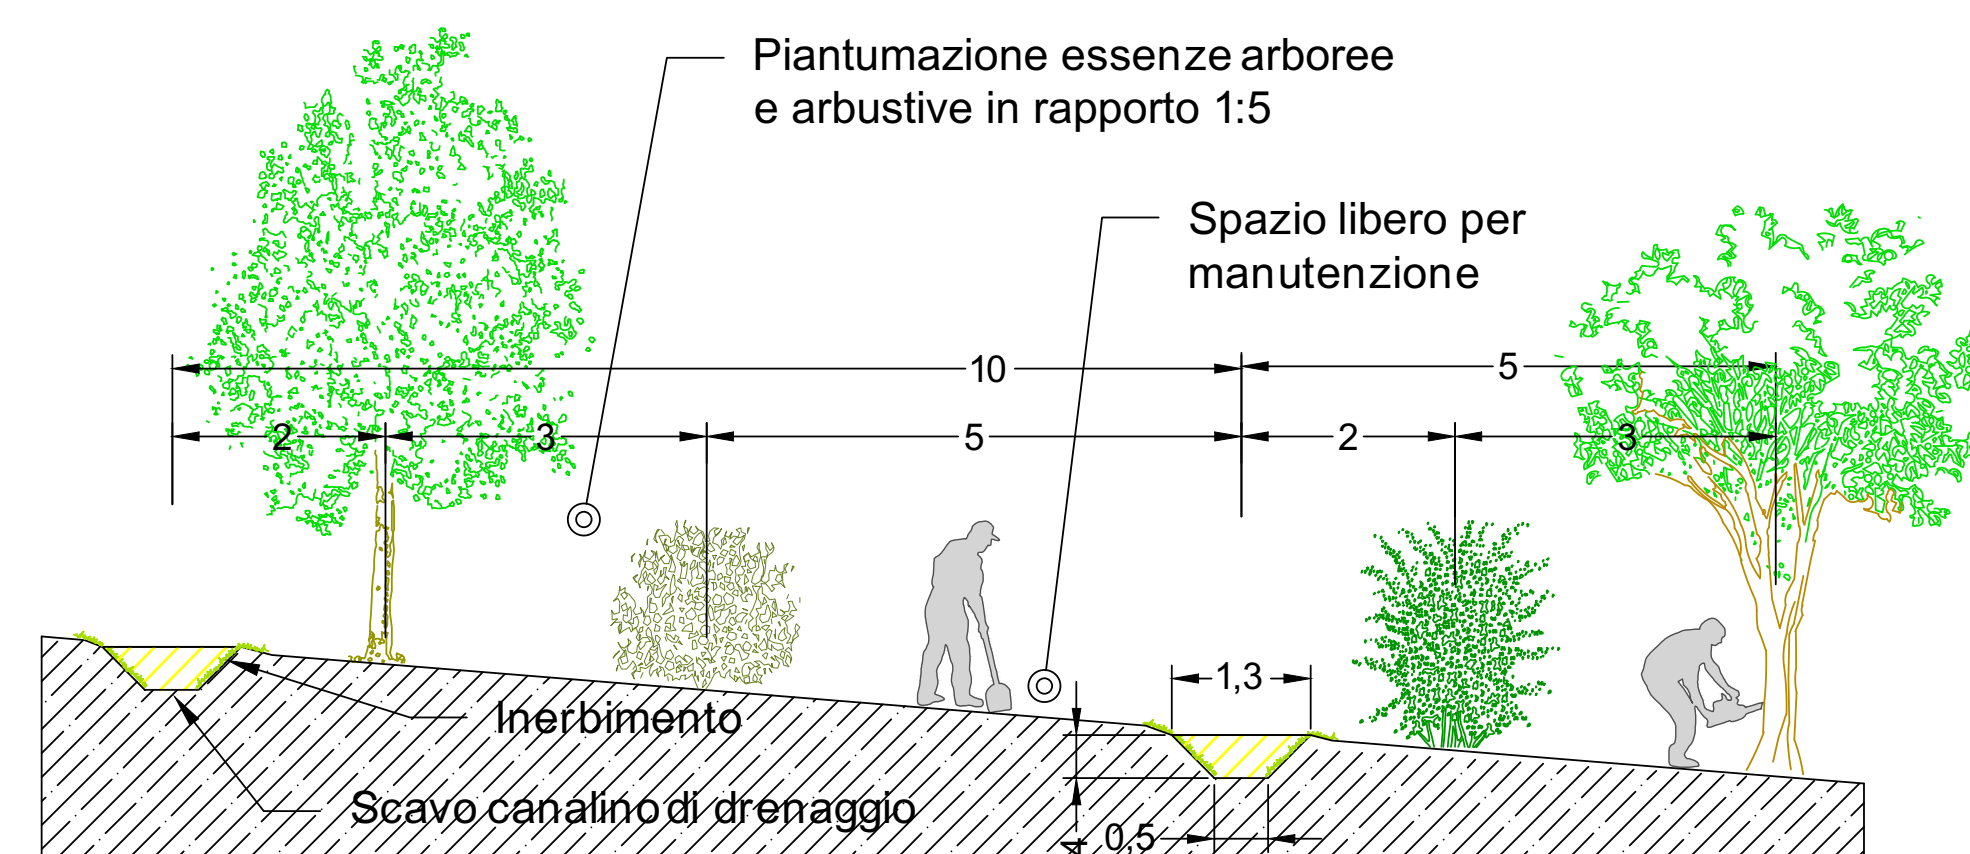 Piantumazione essenze arboree
e arbustive in rapporto 1:5
Spazio libero per
manutenzione
10
5
2
3
5
2
3
1,3
Inerbimento
Scavo canalino di drenaggio
0,5